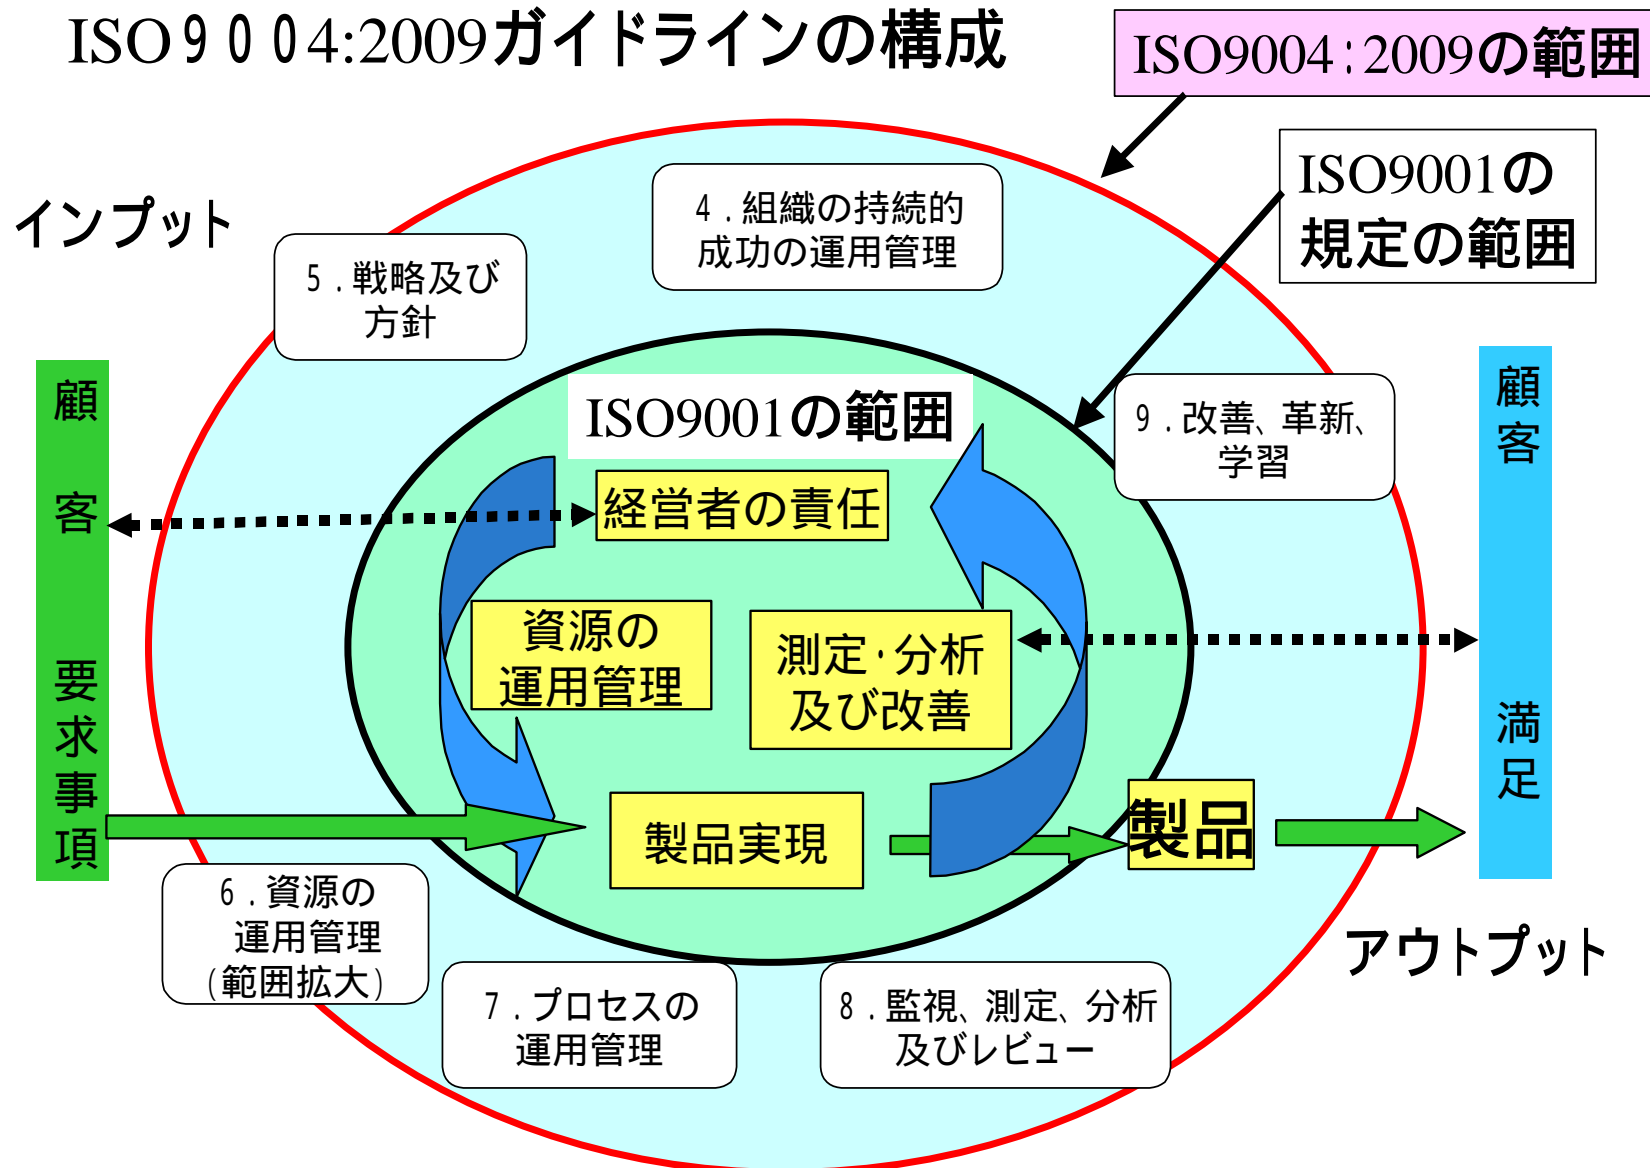 ISO９００4:2009ガイドラインの構成
ISO9004：2009の範囲
ISO9001の
規定の範囲
インプット
４．組織の持続的
成功の運用管理
５．戦略及び
方針
ISO9001の範囲
９．改善、革新、
学習
顧客　要求事項
顧客　満足
経営者の責任
資源の
運用管理
測定・分析
及び改善
製品実現
製品
６．資源の
運用管理
（範囲拡大）
アウトプット
７．プロセスの
運用管理
８．監視、測定、分析
及びレビュー